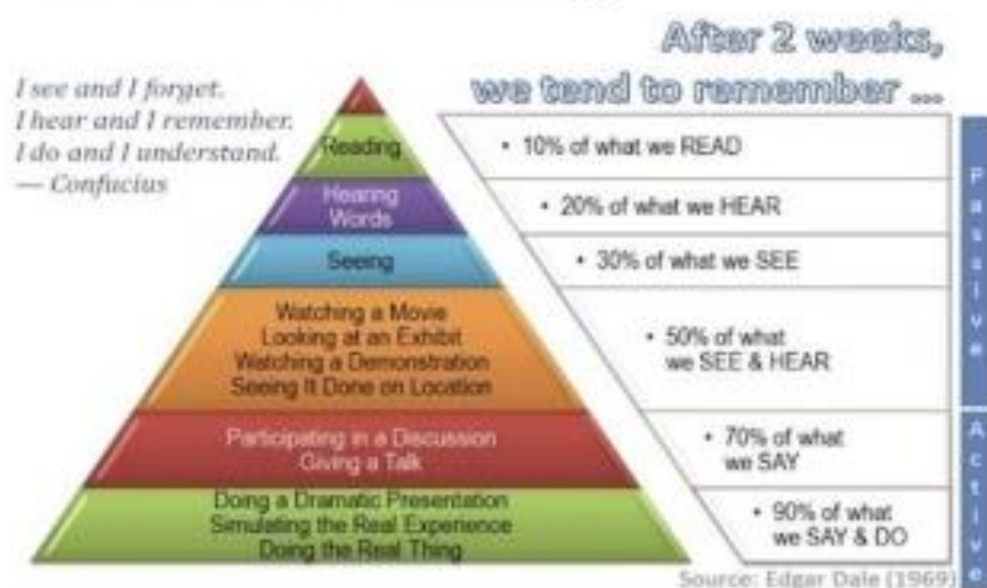 After 2 weeks,
we tend to remember ...
I see and I forget.
I hear and I remember.
I do and I understand.
— Confucius
Reading
• 10% of what we READ
Hearing
Words
• 20% of what we HEAR
Seeing
• 30% of what we SEE
Watching a Movie
Looking at an Exhibit
Watching a Demonstration
Seeing It Done on Location
• 50% of what
we SEE & HEAR
Participating in a Discussion
Giving a Talk
• 70% of what
we SAY
Doing a Dramatic Presentation
Simulating the Real Experience
Doing the Real Thing
• 90% of what
we SAY & DO
Passive
Active
Source: Edgar Dale (1969)